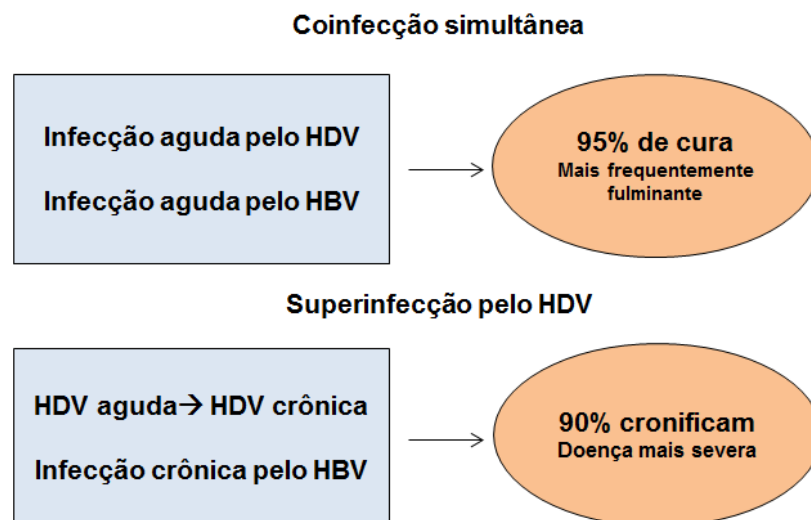 Coinfecção simultânea
Infecção aguda pelo HDV
Infecção aguda pelo HBV
95% de cura
Mais frequentemente
fulminante
Superinfecção pelo HDV
HDV aguda→ HDV crônica
Infecção crônica pelo HBV
90% cronificam
Doença mais severa